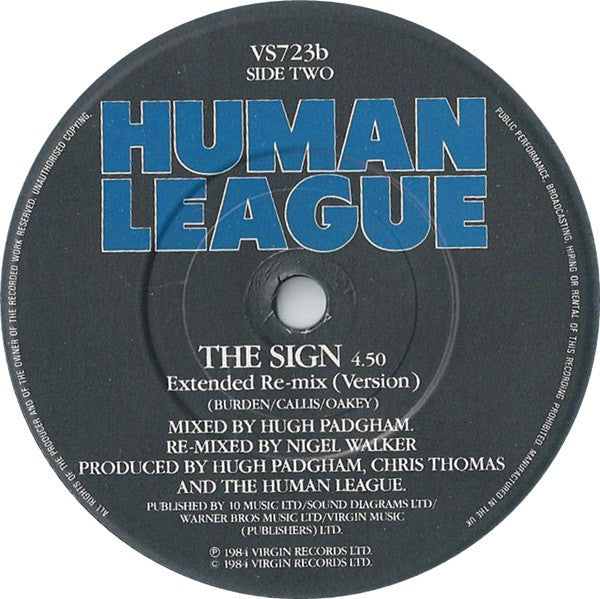 VS723b
SIDE TWO
HUMAN
LEAGUE
THE SIGN 4.50
Extended Re-mix (Version)
(BURDEN/CALLIS/OAKEY)
MIXED BY HUGH PADGHAM.
RE-MIXED BY NIGEL WALKER
PRODUCED BY HUGH PADGHAM, CHRIS THOMAS
AND THE HUMAN LEAGUE.
PUBLISHED BY 10 MUSIC LTD/SOUND DIAGRAMS LTD/
WARNER BROS MUSIC LTD/VIRGIN MUSIC
(PUBLISHERS) LTD.
℗ 1984 VIRGIN RECORDS LTD.
© 1984 VIRGIN RECORDS LTD.
ALL RIGHTS OF THE PRODUCER AND OF THE OWNER OF THE RECORDED WORK RESERVED. UNAUTHORISED COPYING,
PUBLIC PERFORMANCE, BROADCASTING, HIRING OR RENTAL OF THIS RECORDING PROHIBITED. MANUFACTURED IN THE UK